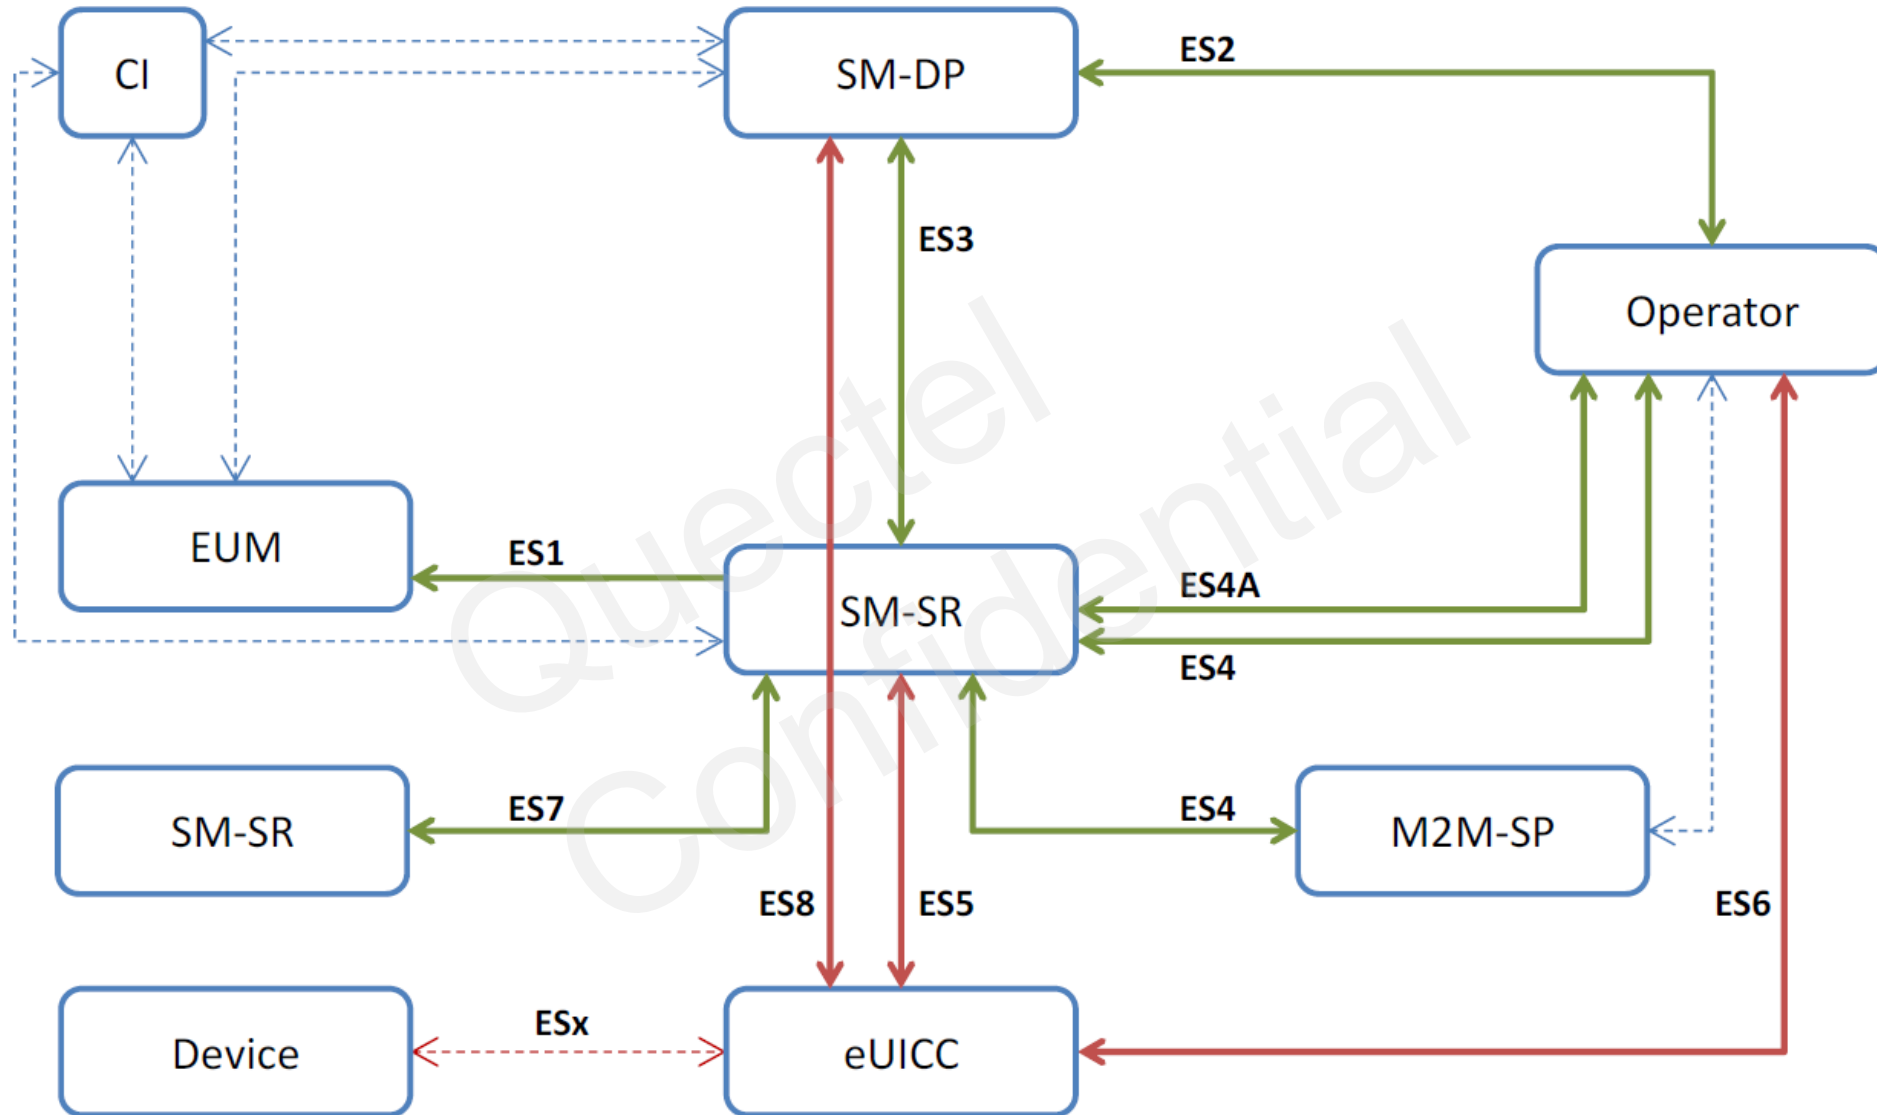 CI
SM-DP
ES2
ES3
Operator
EUM
ES1
SM-SR
ES4A
ES4
SM-SR
ES7
ES4
M2M-SP
ES8
ES5
ES6
Device
ESx
eUICC
Quectel
Confidential